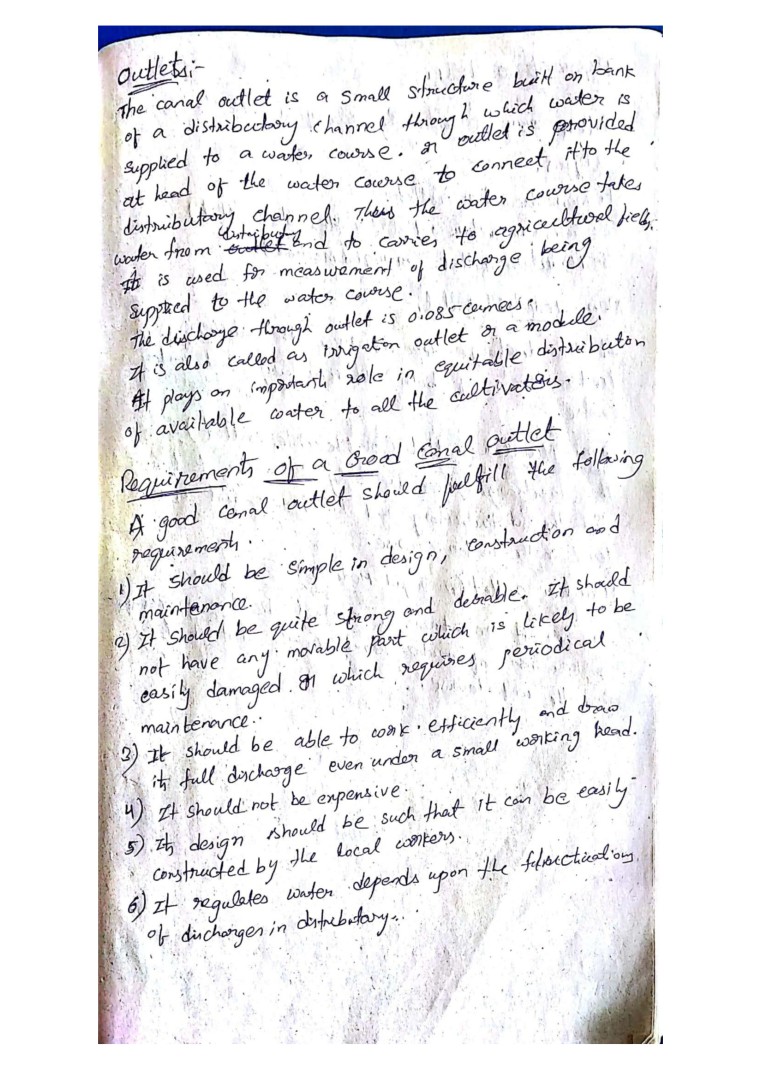 Outlets:-
The canal outlet is a small structure built on bank
of a distributory channel through which water is
supplied to a water course. An outlet is provided
at head of the water course to connect it to the
distributory channel. Thus the water course takes
water from distributory and to carries to agricultural fields.
It is used for measurement of discharge being
supplied to the water course.
The discharge through outlet is 0.085 cumecs.
It is also called as irrigation outlet or a module.
It plays an important role in equitable distribution
of available water to all the cultivators.
Requirements of a Good Canal outlet
A good canal outlet should fulfill the following
requirements.
1) It should be simple in design, construction and
maintenance.
2) It should be quite strong and durable. It should
not have any movable part which is likely to be
easily damaged or which requires periodical
maintenance..
3) It should be able to work efficiently and draw
its full discharge even under a small working head.
4) It should not be expensive.
5) Its design should be such that it can be easily
constructed by the local workers.
6) It regulates water depends upon the
of discharges in distributary..